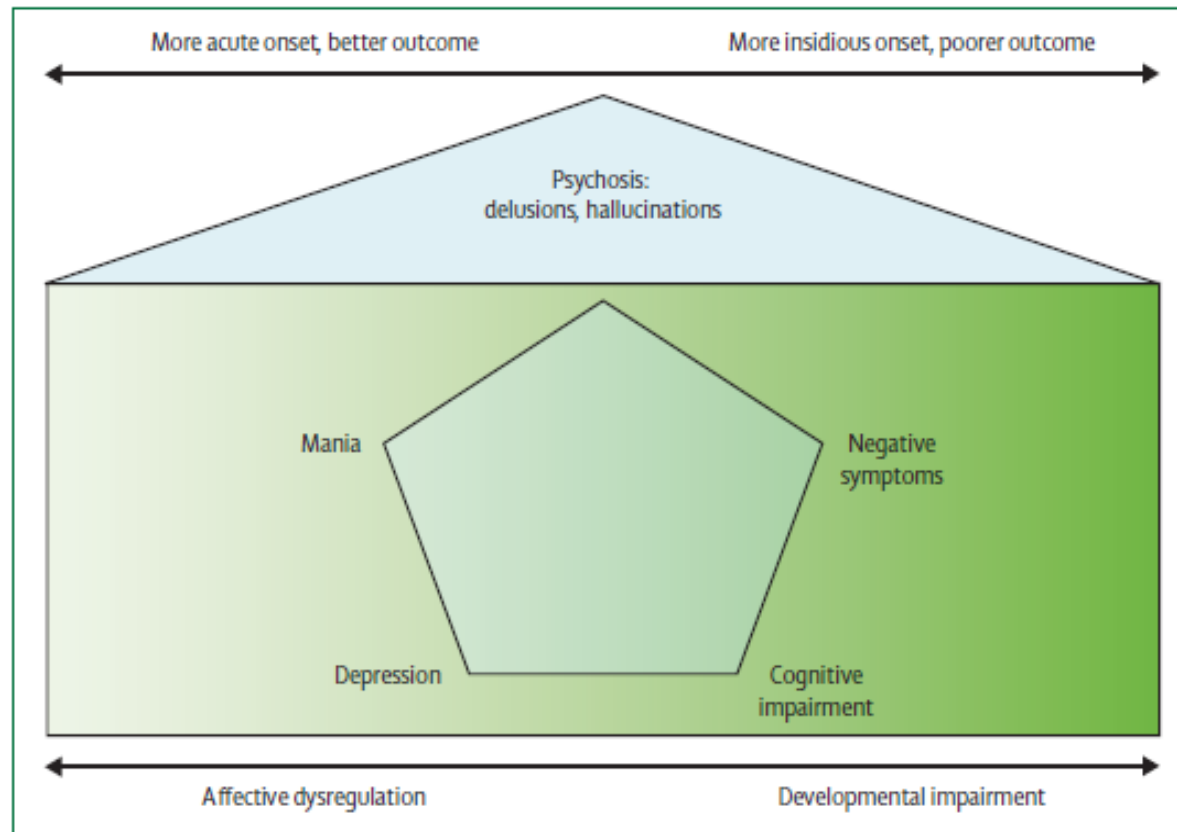 More acute onset, better outcome
More insidious onset, poorer outcome
Psychosis:
delusions, hallucinations
Mania
Negative
symptoms
Depression
Cognitive
impairment
Affective dysregulation
Developmental impairment